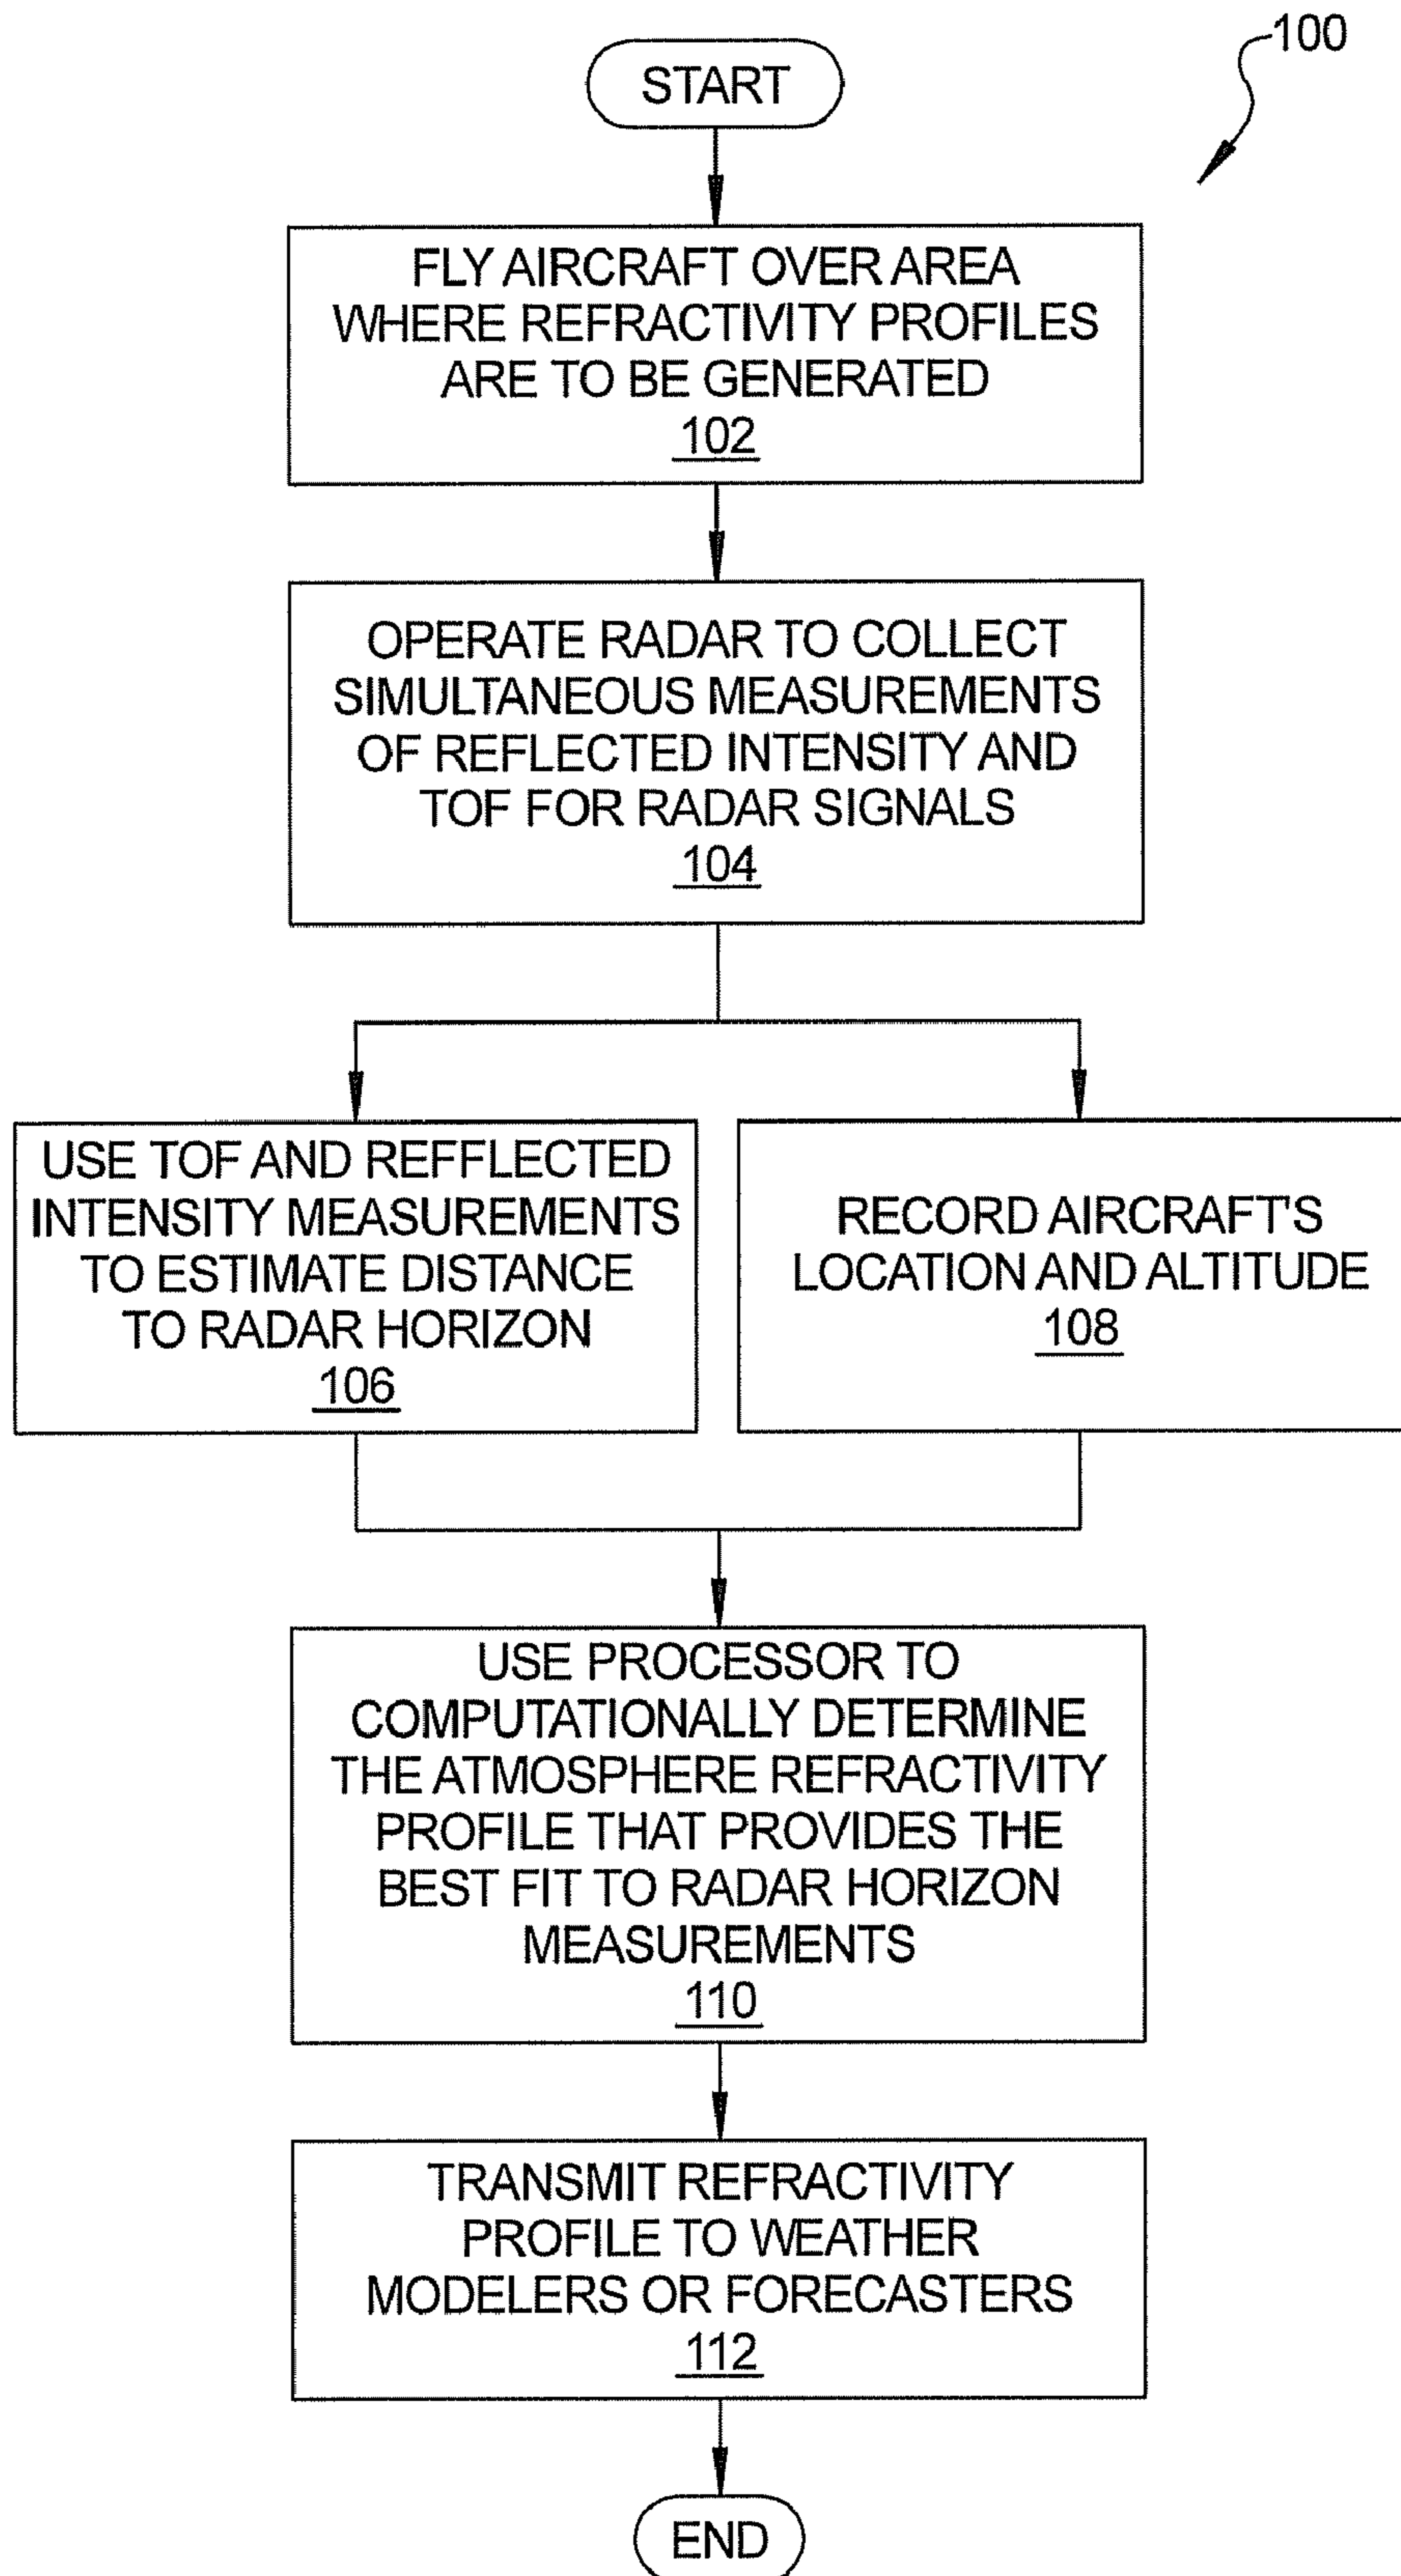 100
START
FLY AIRCRAFT OVER AREA
WHERE REFRACTIVITY PROFILES
ARE TO BE GENERATED
102
OPERATE RADAR TO COLLECT
SIMULTANEOUS MEASUREMENTS
OF REFLECTED INTENSITY AND
TOF FOR RADAR SIGNALS
104
USE TOF AND REFFLECTED
INTENSITY MEASUREMENTS
TO ESTIMATE DISTANCE
TO RADAR HORIZON
106
RECORD AIRCRAFT'S
LOCATION AND ALTITUDE
108
USE PROCESSOR TO
COMPUTATIONALLY DETERMINE
THE ATMOSPHERE REFRACTIVITY
PROFILE THAT PROVIDES THE
BEST FIT TO RADAR HORIZON
MEASUREMENTS
110
TRANSMIT REFRACTIVITY
PROFILE TO WEATHER
MODELERS OR FORECASTERS
112
END